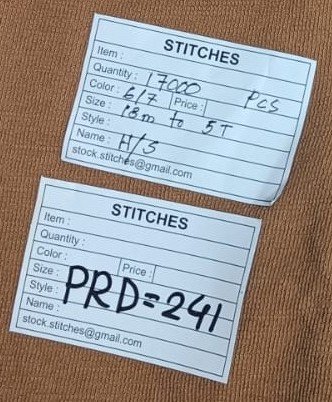 STITCHES
Item :
Quantity : 17000 Pcs
Color : 6/7 Price :
Size : 18m to 5T
Style :
Name : H/S
stock.stitches@gmail.com
STITCHES
Item :
Quantity :
Color :
Size : Price :
Style : PRD=241
Name :
stock.stitches@gmail.com